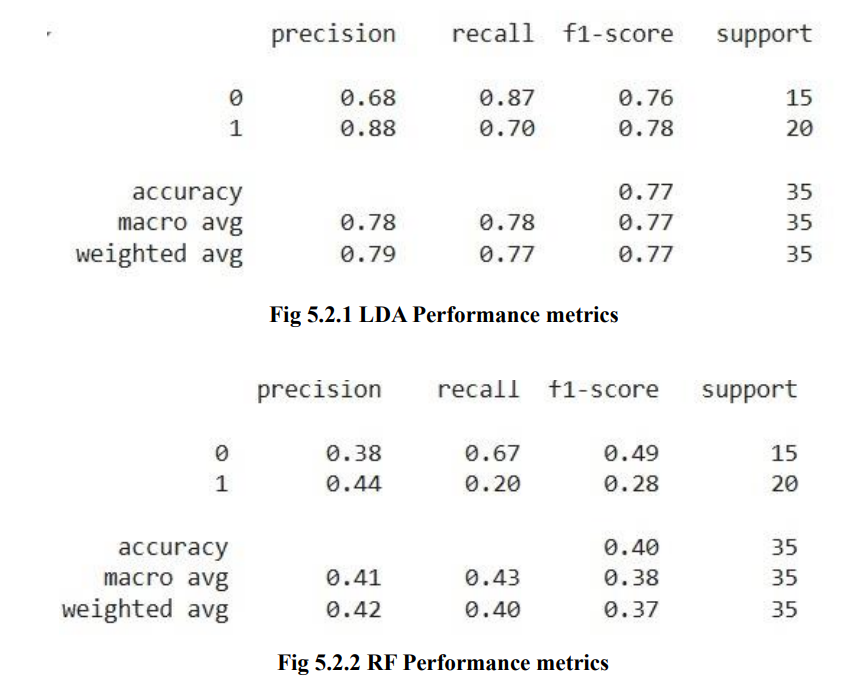 precision recall f1-score support
0 0.68 0.87 0.76 15
1 0.88 0.70 0.78 20
accuracy 0.77 35
macro avg 0.78 0.78 0.77 35
weighted avg 0.79 0.77 0.77 35
Fig 5.2.1 LDA Performance metrics
precision recall f1-score support
0 0.38 0.67 0.49 15
1 0.44 0.20 0.28 20
accuracy 0.40 35
macro avg 0.41 0.43 0.38 35
weighted avg 0.42 0.40 0.37 35
Fig 5.2.2 RF Performance metrics